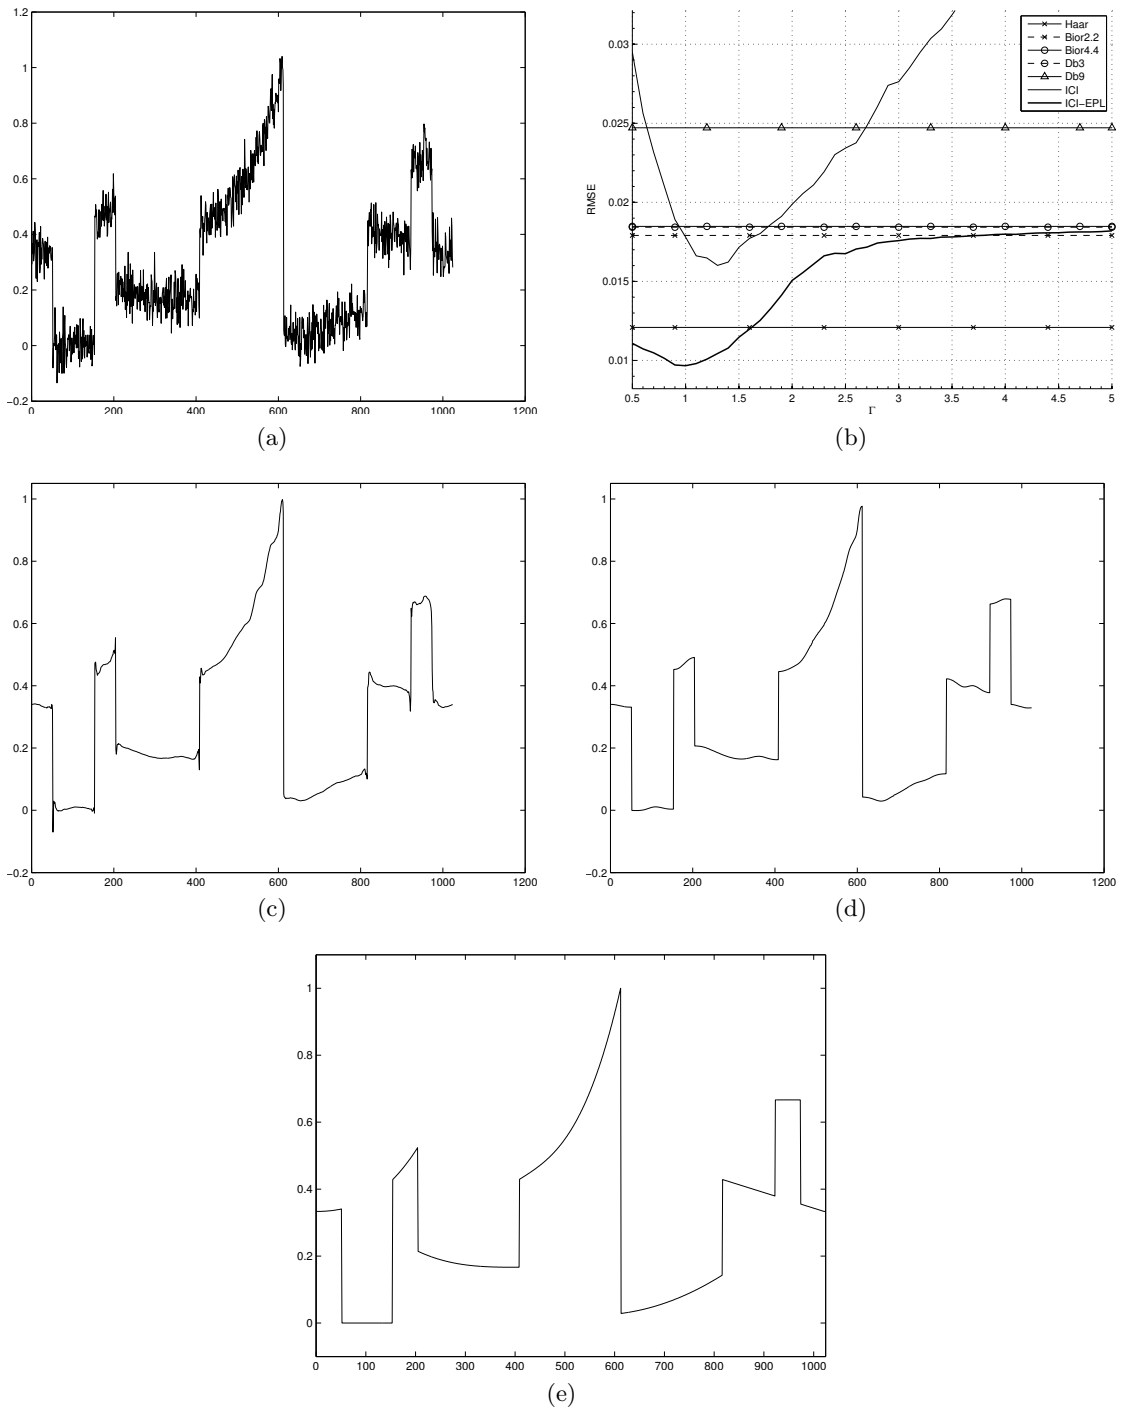 1.2
1
0.8
0.6
0.4
0.2
0
−0.2
0 200 400 600 800 1000 1200
(a)
Haar
Bior2.2
Bior4.4
Db3
Db9
ICI
ICI−EPL
0.03
0.025
0.02
0.015
0.01
RMSE
0.5 1 1.5 2 2.5 3 3.5 4 4.5 5
Γ
(b)
1
0.8
0.6
0.4
0.2
0
−0.2
0 200 400 600 800 1000 1200
(c)
1
0.8
0.6
0.4
0.2
0
−0.2
0 200 400 600 800 1000 1200
(d)
1
0.8
0.6
0.4
0.2
0
0 100 200 300 400 500 600 700 800 900 1000
(e)